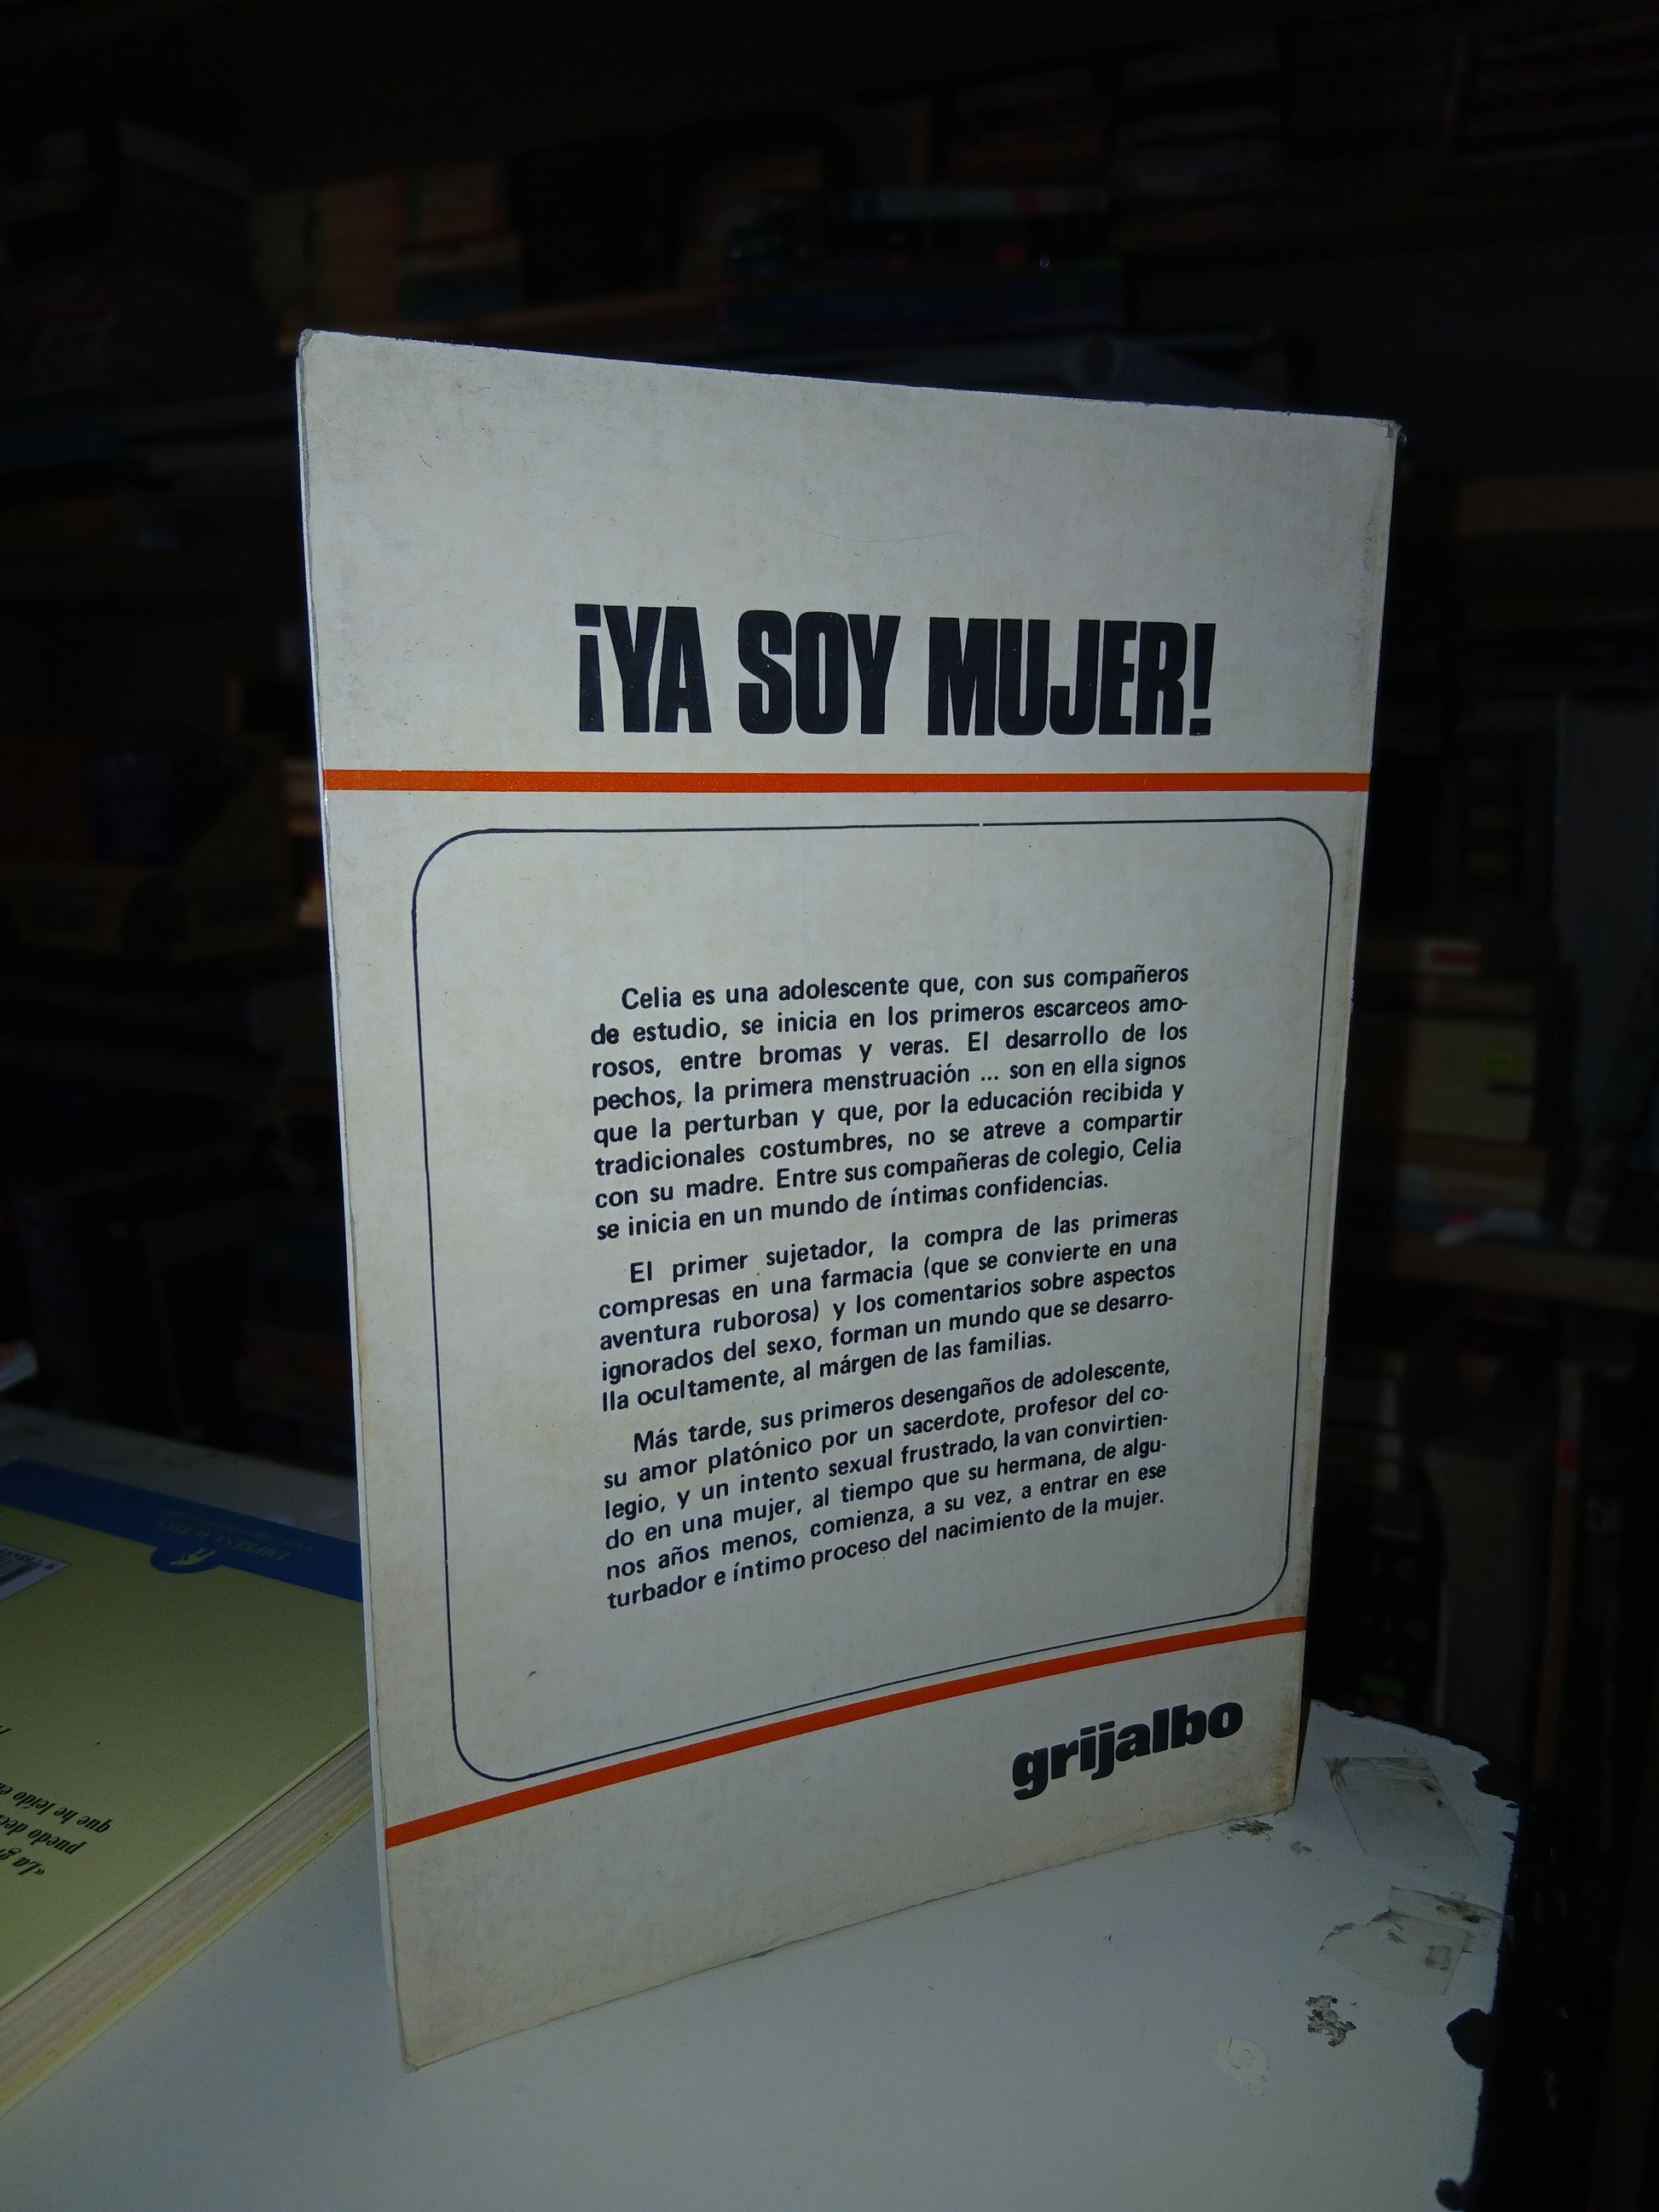 ¡YA SOY MUJER!
Celia es una adolescente que, con sus compañeros
de estudio, se inicia en los primeros escarceos amo-
rosos, entre bromas y veras. El desarrollo de los
pechos, la primera menstruación ... son en ella signos
que la perturban y que, por la educación recibida y
tradicionales costumbres, no se atreve a compartir
con su madre. Entre sus compañeras de colegio, Celia
se inicia en un mundo de íntimas confidencias.
El primer sujetador, la compra de las primeras
compresas en una farmacia (que se convierte en una
aventura ruborosa) y los comentarios sobre aspectos
ignorados del sexo, forman un mundo que se desarro-
lla ocultamente, al márgen de las familias.
Más tarde, sus primeros desengaños de adolescente,
su amor platónico por un sacerdote, profesor del co-
legio, y un intento sexual frustrado, la van convirtien-
do en una mujer, al tiempo que su hermana, de algu-
nos años menos, comienza, a su vez, a entrar en ese
turbador e íntimo proceso del nacimiento de la mujer.
grijalbo
«La
puedo
que he leído